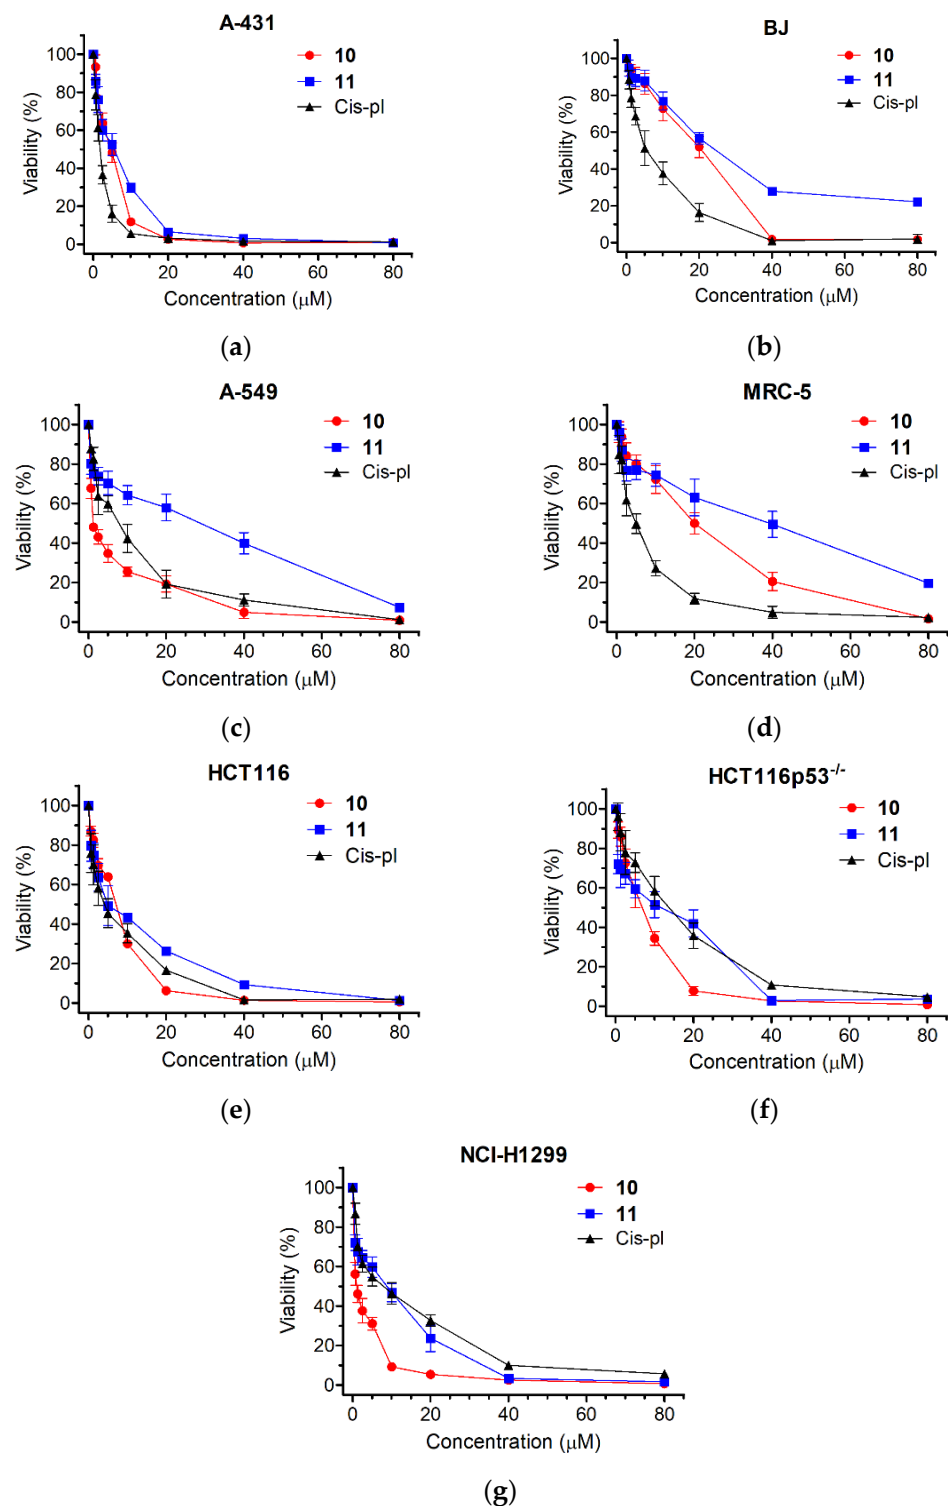 A-431
10
11
Cis-pl
Viability (%)
100
80
60
40
20
0
0 20 40 60 80
Concentration (μM)
(a)
BJ
10
11
Cis-pl
Viability (%)
100
80
60
40
20
0
0 20 40 60 80
Concentration (μM)
(b)
A-549
10
11
Cis-pl
Viability (%)
100
80
60
40
20
0
0 20 40 60 80
Concentration (μM)
(c)
MRC-5
10
11
Cis-pl
Viability (%)
100
80
60
40
20
0
0 20 40 60 80
Concentration (μM)
(d)
HCT116
10
11
Cis-pl
Viability (%)
100
80
60
40
20
0
0 20 40 60 80
Concentration (μM)
(e)
HCT116p53-/-
10
11
Cis-pl
Viability (%)
100
80
60
40
20
0
0 20 40 60 80
Concentration (μM)
(f)
NCI-H1299
10
11
Cis-pl
Viability (%)
100
80
60
40
20
0
0 20 40 60 80
Concentration (μM)
(g)